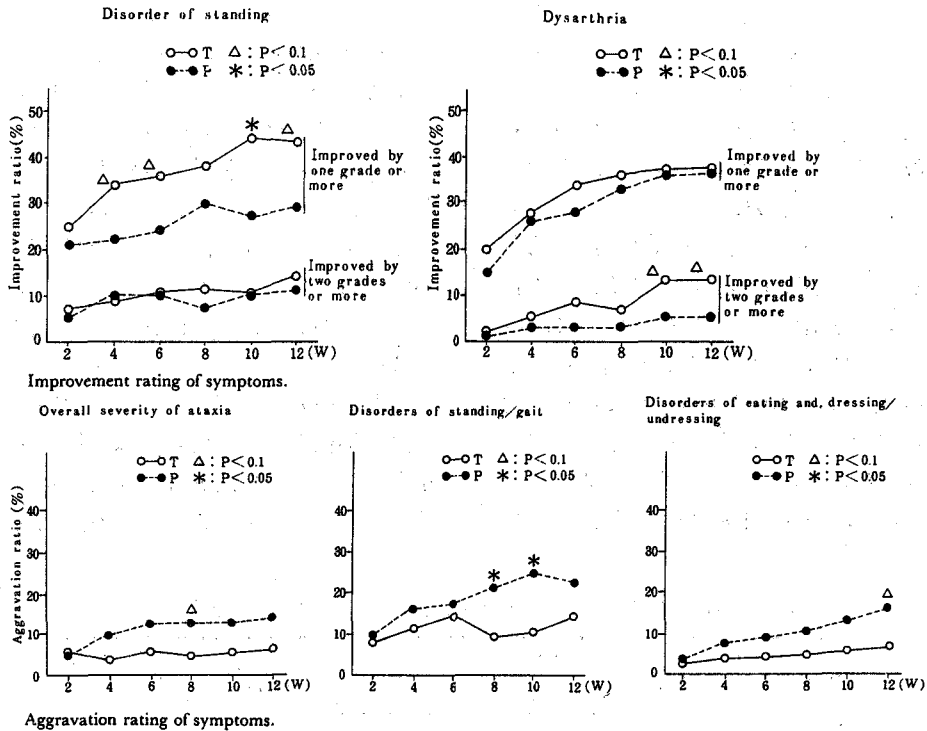 Disorder of standing
T △ : P<0.1
P * : P<0.05
Improvement ratio(%)
50
40
30
20
10
0
△
△
*
△
Improved by
one grade or
more
Improved by
two grades
or more
2 4 6 8 10 12 (W)
Dysarthria
T △ : P<0.1
P * : P<0.05
Improvement ratio(%)
50
40
30
20
10
0
Improved by
one grade or
more
△ △
Improved by
two grades
or more
2 4 6 8 10 12 (W)
Improvement rating of symptoms.
Overall severity of ataxia
T △ : P<0.1
P * : P<0.05
Aggravation ratio (%)
40
30
20
10
0
△
2 4 6 8 10 12 (W)
Disorders of standing/gait
T △ : P<0.1
P * : P<0.05
40
30
20
10
0
* *
2 4 6 8 10 12 (W)
Disorders of eating and, dressing/
undressing
T △ : P<0.1
P * : P<0.05
40
30
20
10
0
△
2 4 6 8 10 12 (W)
Aggravation rating of symptoms.